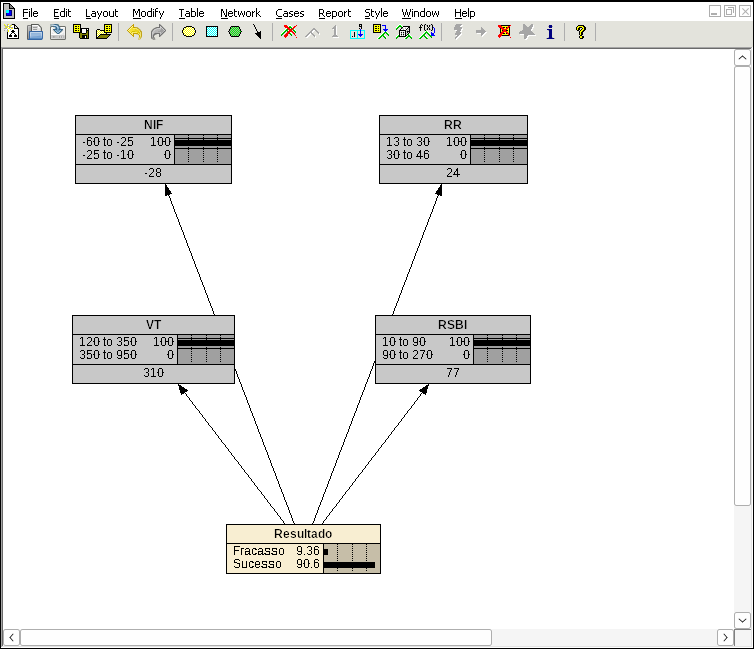 File Edit Layout Modify Table Network Cases Report Style Window Help
1 f(x) i ?
NIF
-60 to -25 100
-25 to -10 0
-28
RR
13 to 30 100
30 to 46 0
24
VT
120 to 350 100
350 to 950 0
310
RSBI
10 to 90 100
90 to 270 0
77
Resultado
Fracasso 9.36
Sucesso 90.6